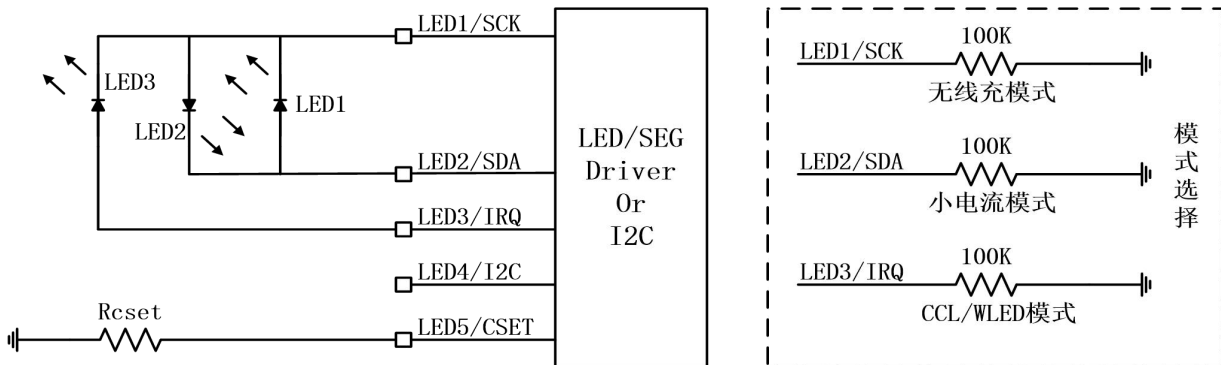 LED1/SCK
LED3
LED1
LED2
LED2/SDA
LED3/IRQ
LED4/I2C
Rcset
LED5/CSET
LED/SEG
Driver
Or
I2C
LED1/SCK
100K
无线充模式
LED2/SDA
100K
小电流模式
LED3/IRQ
100K
CCL/WLED模式
模
式
选
择